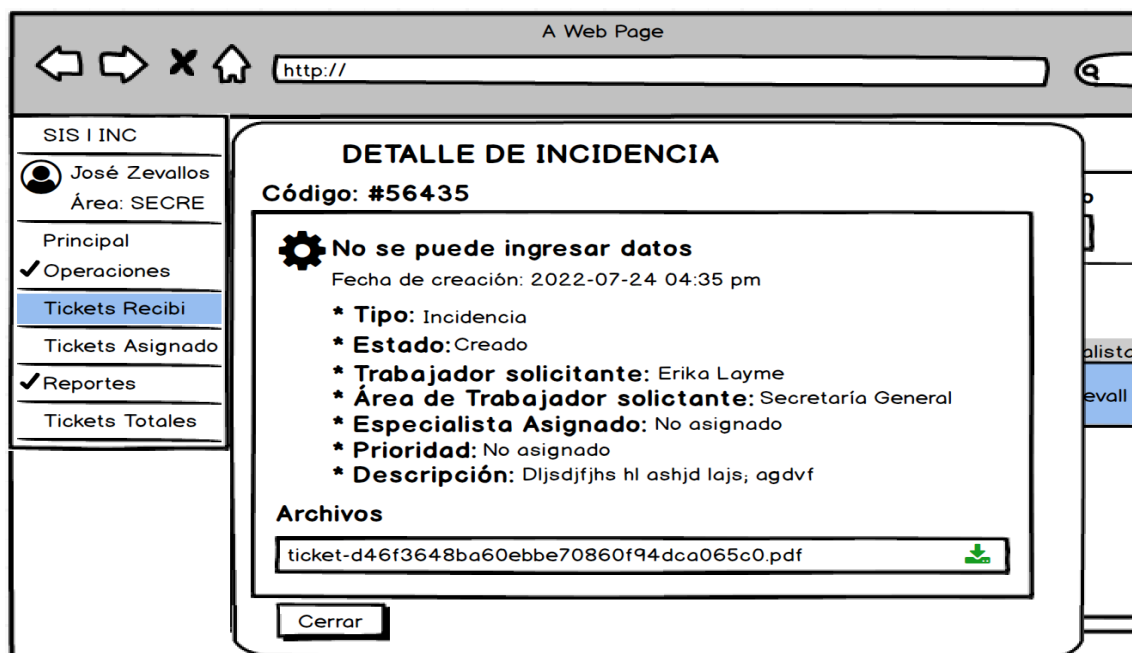 A Web Page
http://
SIS I INC
José Zevallos
Área: SECRE
Principal
Operaciones
Tickets Recibi
Tickets Asignado
Reportes
Tickets Totales
DETALLE DE INCIDENCIA
Código: #56435
No se puede ingresar datos
Fecha de creación: 2022-07-24 04:35 pm
* Tipo: Incidencia
* Estado: Creado
* Trabajador solicitante: Erika Layme
* Área de Trabajador solictante: Secretaría General
* Especialista Asignado: No asignado
* Prioridad: No asignado
* Descripción: Dljsdjfjhs hl ashjd lajs; agdvf
Archivos
ticket-d46f3648ba60ebbe70860f94dca065c0.pdf
Cerrar
alista
evall